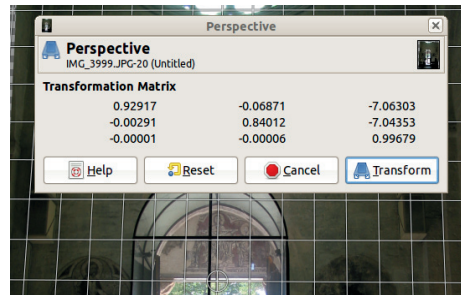 Perspective
Perspective
IMG_3999.JPG-20 (Untitled)
Transformation Matrix
0.92917 -0.06871 -7.06303
-0.00291 0.84012 -7.04353
-0.00001 -0.00006 0.99679
Help Reset Cancel Transform